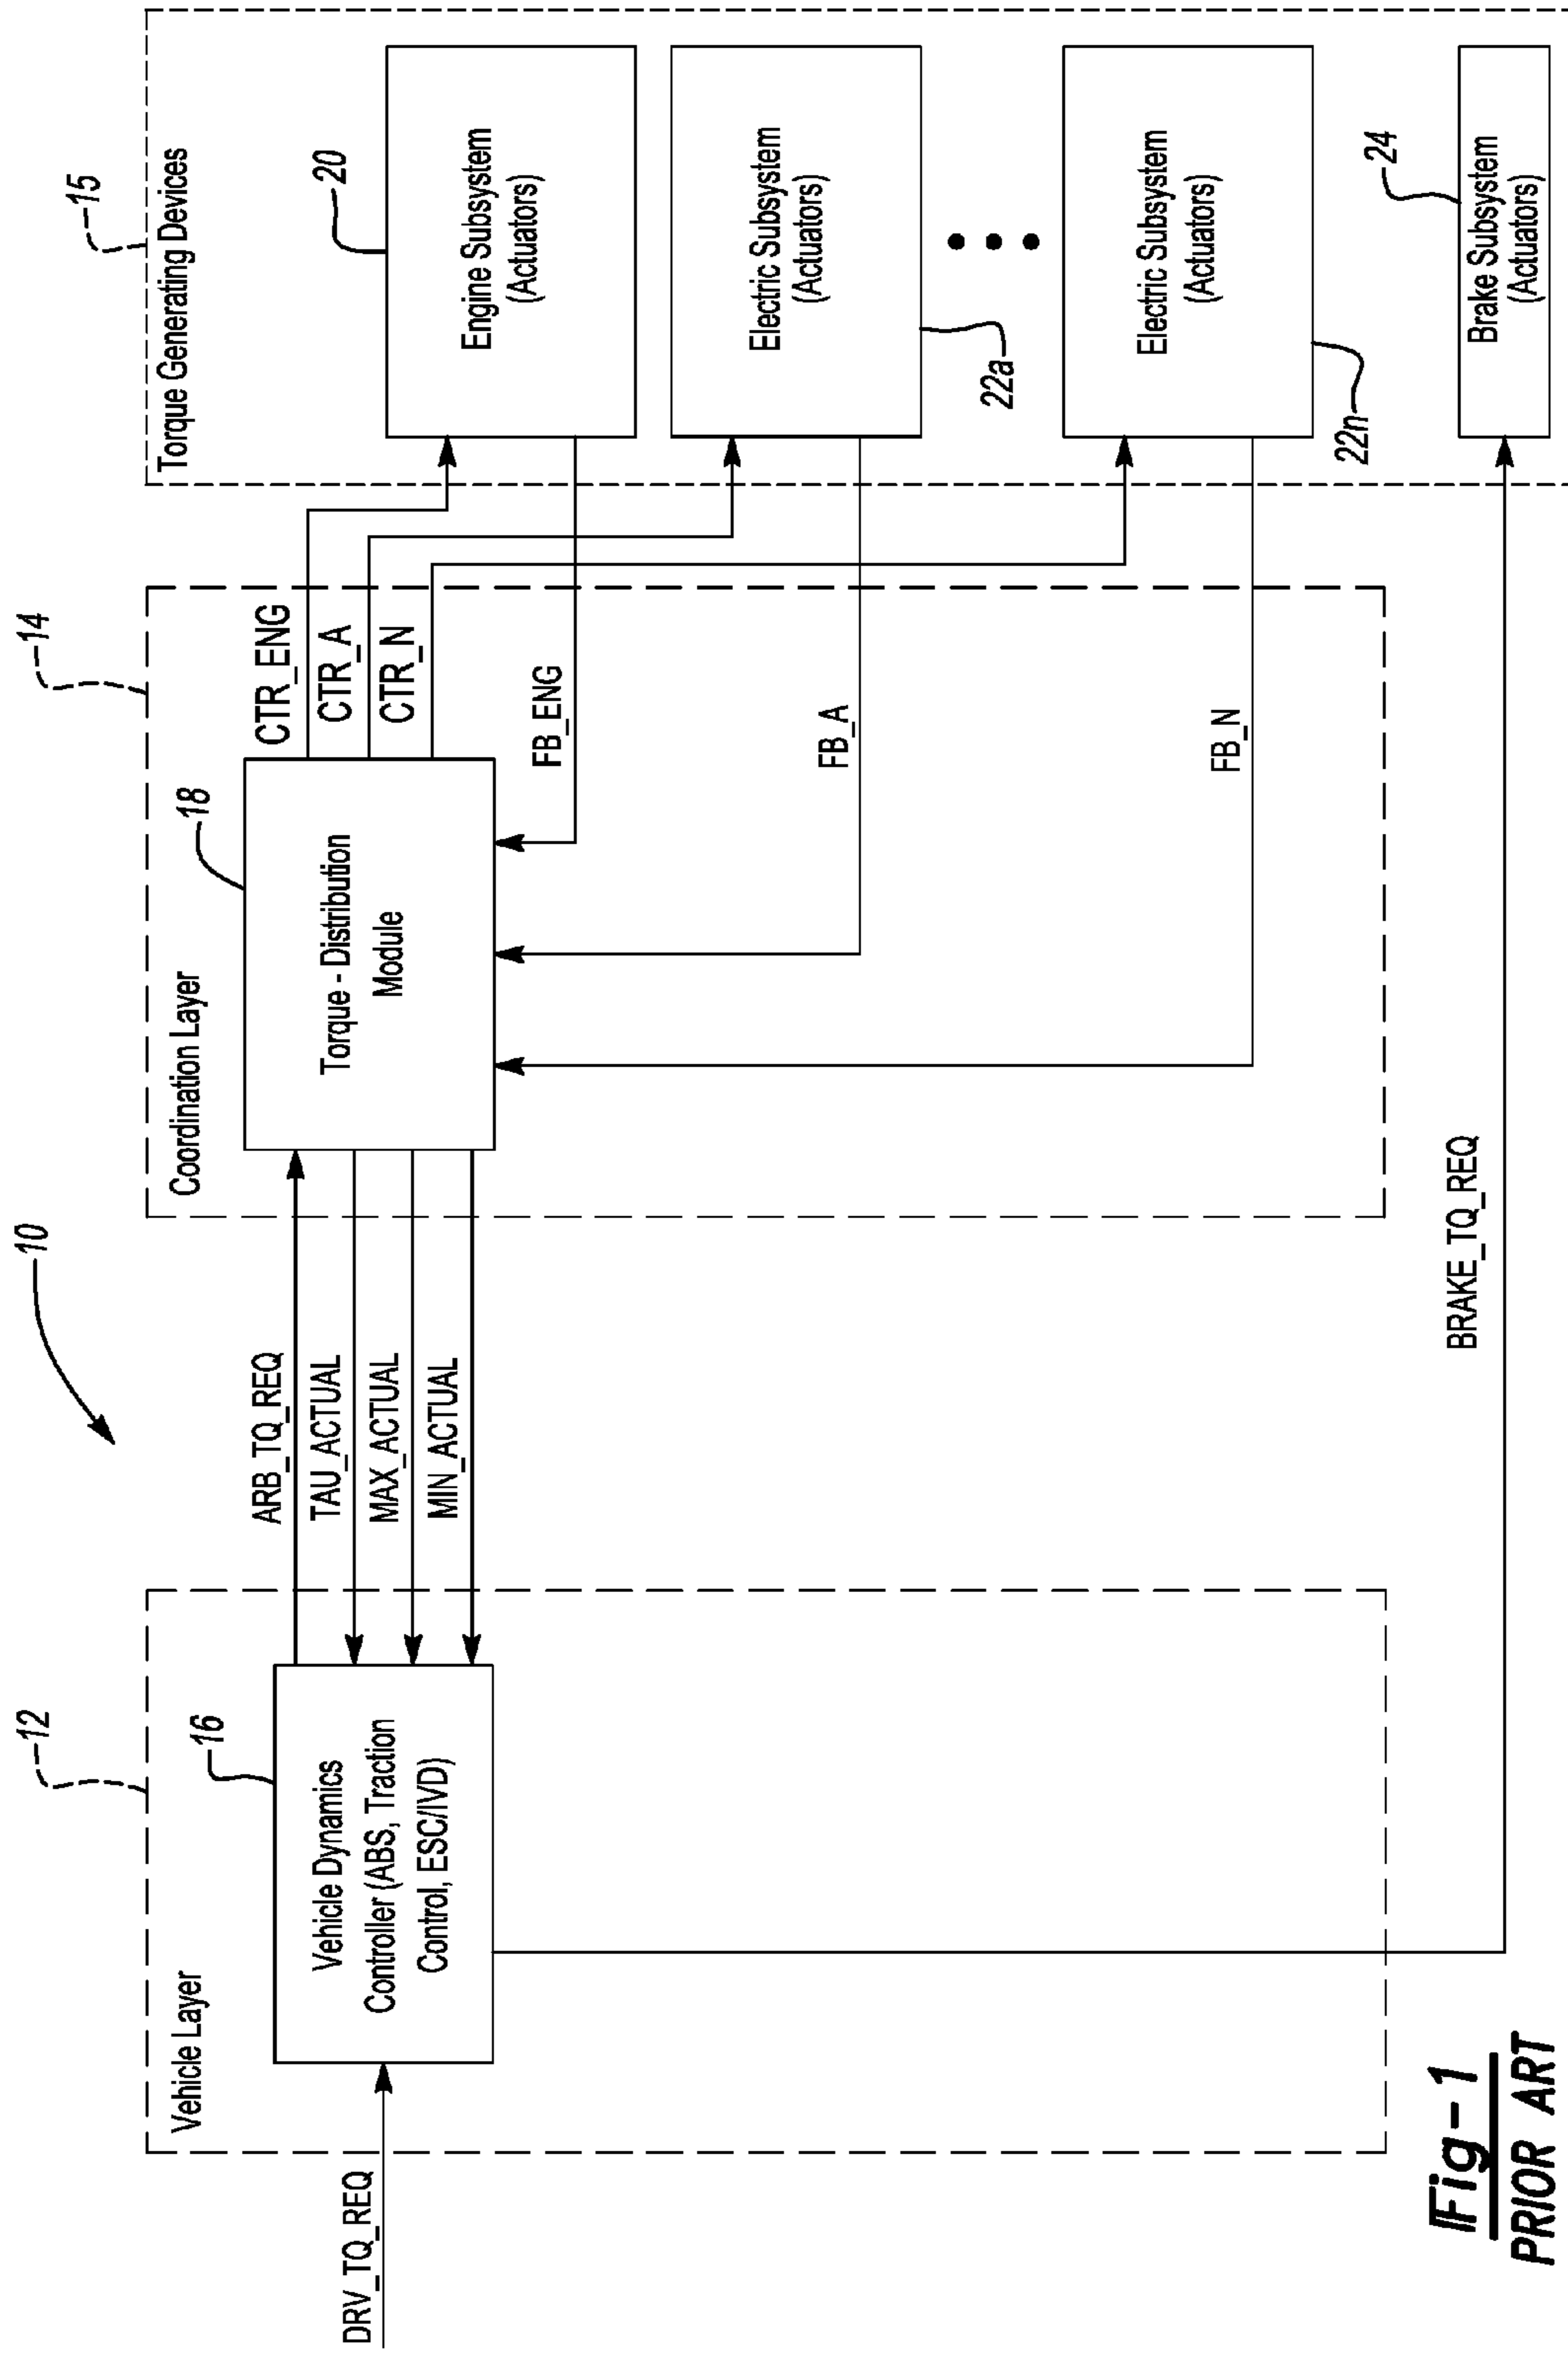 10
12
14
15
Vehicle Layer
Coordination Layer
Torque Generating Devices
DRV_TQ_REQ
16
Vehicle Dynamics
Controller (ABS, Traction
Control, ESC/IVD)
ARB_TQ_REQ
TAU_ACTUAL
MAX_ACTUAL
MIN_ACTUAL
18
Torque - Distribution
Module
CTR_ENG
CTR_A
CTR_N
FB_ENG
FB_A
FB_N
20
Engine Subsystem
(Actuators)
Electric Subsystem
(Actuators)
22a
Electric Subsystem
(Actuators)
22n
24
Brake Subsystem
(Actuators)
BRAKE_TQ_REQ
Fig-1
PRIOR ART